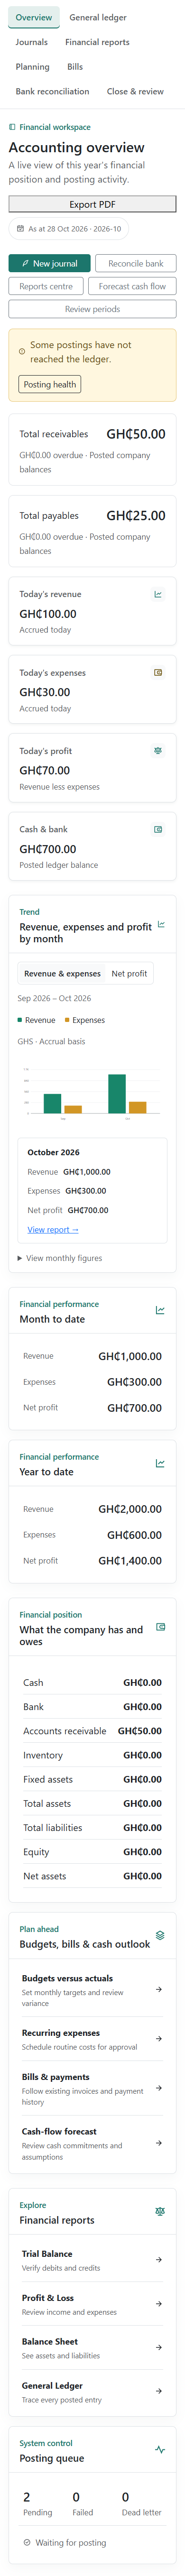 Overview
General ledger
Journals
Financial reports
Planning
Bills
Bank reconciliation
Close & review
Financial workspace
Accounting overview
A live view of this year's financial
position and posting activity.
Export PDF
As at 28 Oct 2026 · 2026-10
New journal
Reconcile bank
Reports centre
Forecast cash flow
Review periods
Some postings have not
reached the ledger.
Posting health
Total receivables
GH₵50.00
GH₵0.00 overdue · Posted company
balances
Total payables
GH₵25.00
GH₵0.00 overdue · Posted company
balances
Today's revenue
GH₵100.00
Accrued today
Today's expenses
GH₵30.00
Accrued today
Today's profit
GH₵70.00
Revenue less expenses
Cash & bank
GH₵700.00
Posted ledger balance
Trend
Revenue, expenses and profit
by month
Revenue & expenses
Net profit
Sep 2026 – Oct 2026
Revenue
Expenses
GHS · Accrual basis
October 2026
Revenue GH₵1,000.00
Expenses GH₵300.00
Net profit GH₵700.00
View report →
View monthly figures
Financial performance
Month to date
Revenue GH₵1,000.00
Expenses GH₵300.00
Net profit GH₵700.00
Financial performance
Year to date
Revenue GH₵2,000.00
Expenses GH₵600.00
Net profit GH₵1,400.00
Financial position
What the company has and
owes
Cash GH₵0.00
Bank GH₵0.00
Accounts receivable GH₵50.00
Inventory GH₵0.00
Fixed assets GH₵0.00
Total assets GH₵0.00
Total liabilities GH₵0.00
Equity GH₵0.00
Net assets GH₵0.00
Plan ahead
Budgets, bills & cash outlook
Budgets versus actuals
Set monthly targets and review
variance
Recurring expenses
Schedule routine costs for approval
Bills & payments
Follow existing invoices and payment
history
Cash-flow forecast
Review cash commitments and
assumptions
Explore
Financial reports
Trial Balance
Verify debits and credits
Profit & Loss
Review income and expenses
Balance Sheet
See assets and liabilities
General Ledger
Trace every posted entry
System control
Posting queue
2 0 0
Pending Failed Dead letter
Waiting for posting